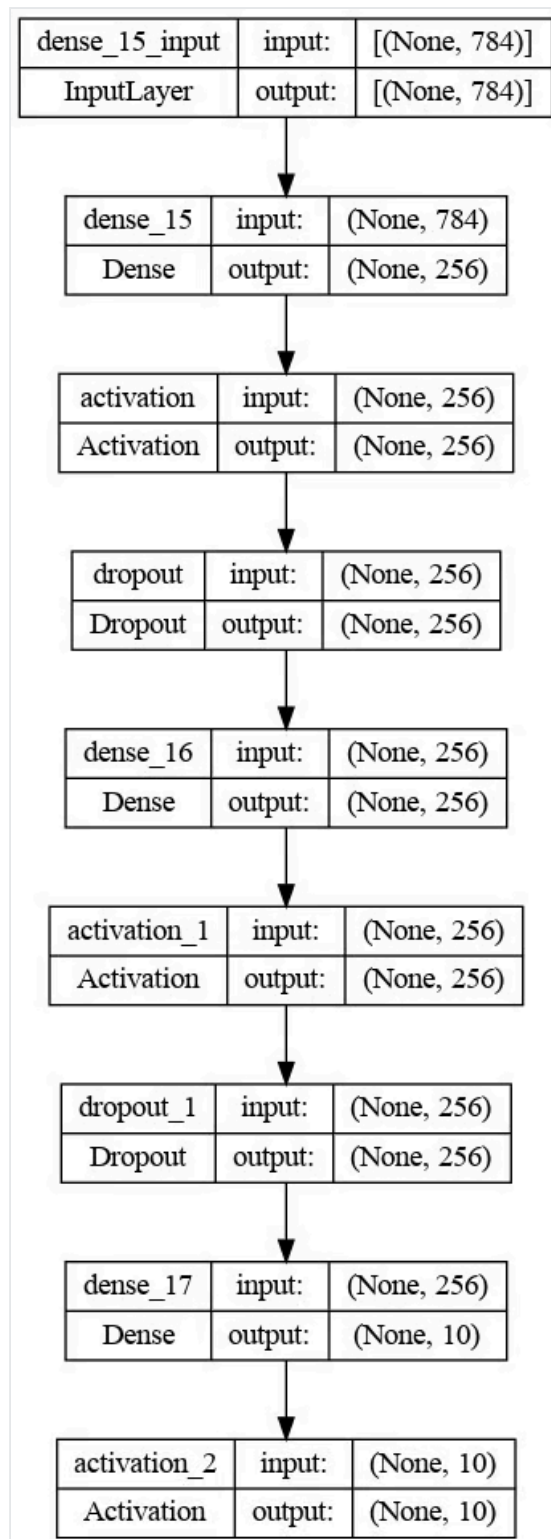 dense_15_input input: [(None, 784)]
InputLayer output: [(None, 784)]
dense_15 input: (None, 784)
Dense output: (None, 256)
activation input: (None, 256)
Activation output: (None, 256)
dropout input: (None, 256)
Dropout output: (None, 256)
dense_16 input: (None, 256)
Dense output: (None, 256)
activation_1 input: (None, 256)
Activation output: (None, 256)
dropout_1 input: (None, 256)
Dropout output: (None, 256)
dense_17 input: (None, 256)
Dense output: (None, 10)
activation_2 input: (None, 10)
Activation output: (None, 10)